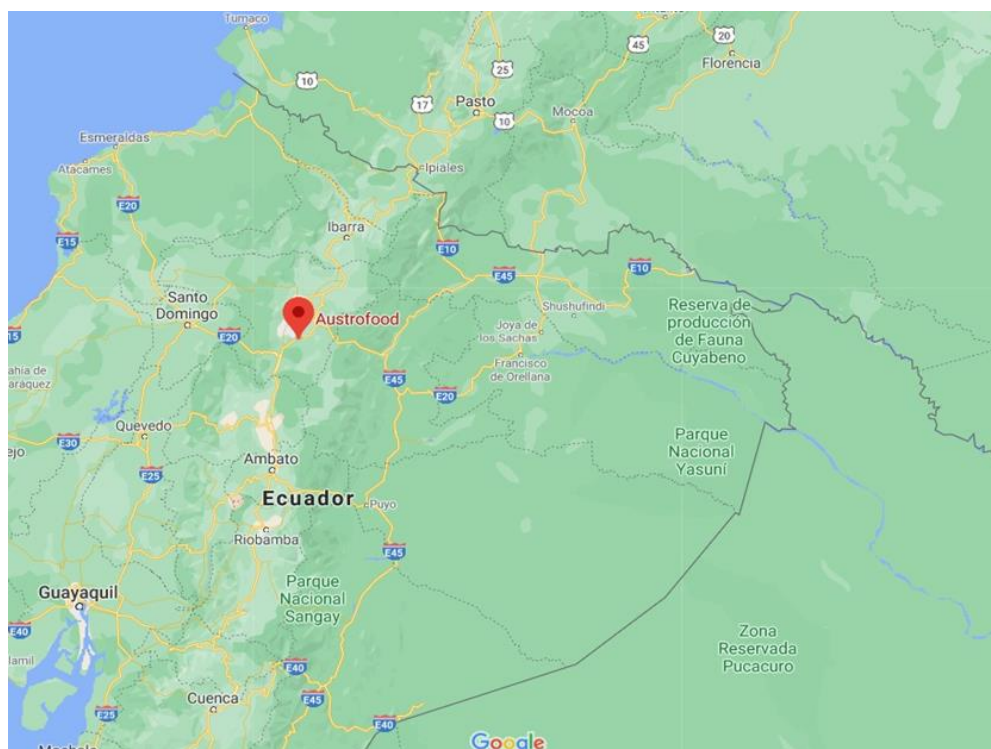 Tumaco
20
45
Florencia
25
10
17
Pasto
10
Mocoa
Esmeraldas
Atacames
Ipiales
E20
Ibarra
E15
E10
E45
E10
Santo
Domingo
Shushufindi
Reserva de
producción
de Fauna
Cuyabeno
Austrofood
Joya de
los Sachas
15
E20
Francisco
de Orellana
E45
E20
Quevedo
E30
Parque
Nacional
Yasuní
E25
Ambato
Ecuador
Puyo
Riobamba
E45
Parque
Nacional
Sangay
Guayaquil
E40
Zona
Reservada
Pucacuro
E40
E45
Cuenca
E25
E40
Google